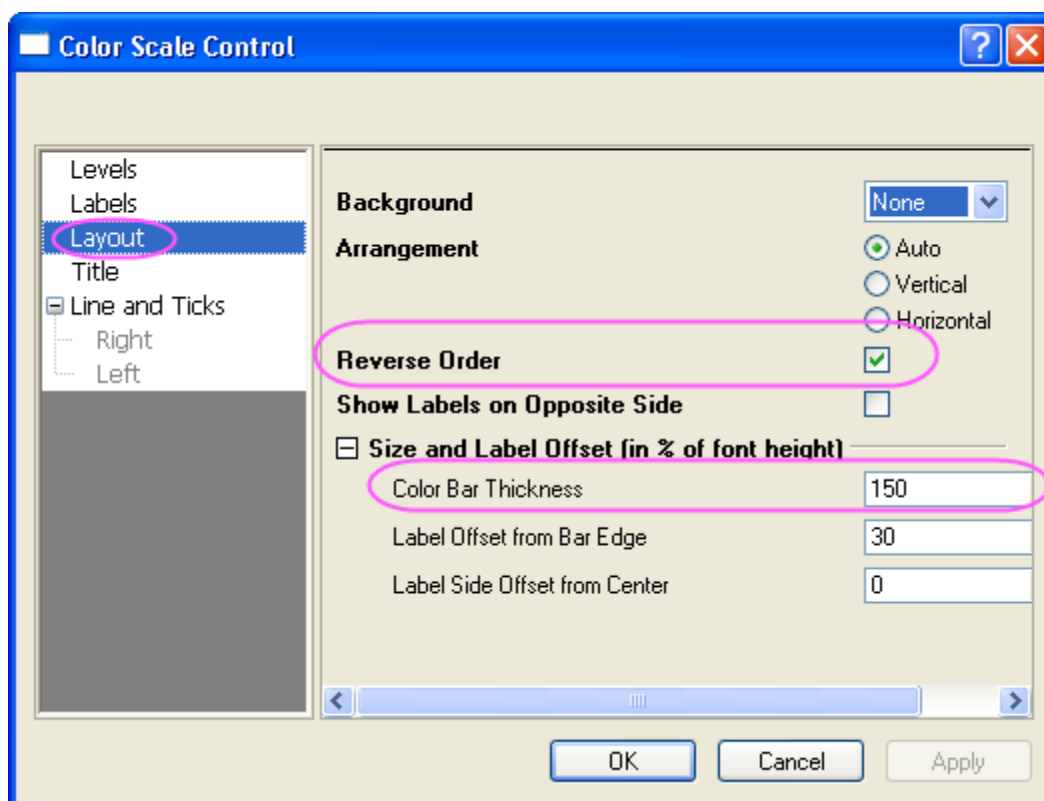 Color Scale Control
Levels
Labels
Layout
Title
Line and Ticks
Right
Left
Background None
Arrangement Auto
Vertical
Horizontal
Reverse Order
Show Labels on Opposite Side
Size and Label Offset (in % of font height)
Color Bar Thickness 150
Label Offset from Bar Edge 30
Label Side Offset from Center 0
OK Cancel Apply